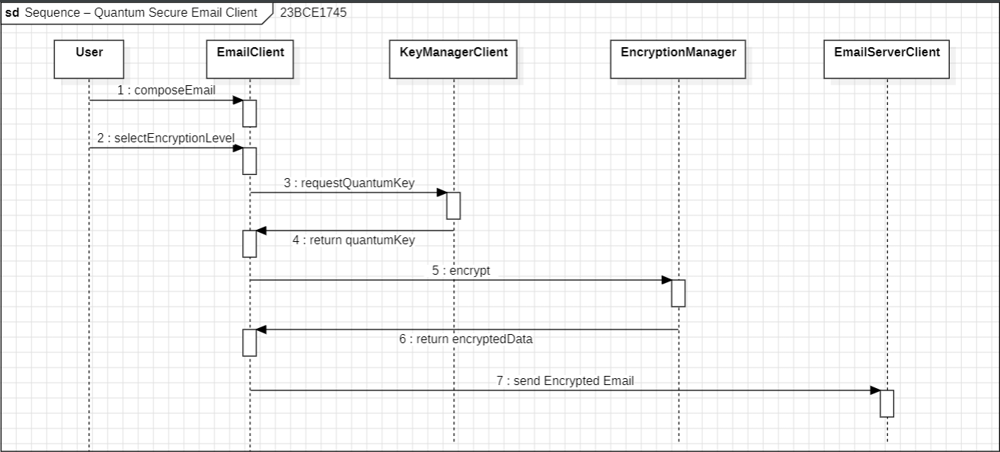 sd Sequence – Quantum Secure Email Client 23BCE1745
User EmailClient KeyManagerClient EncryptionManager EmailServerClient
1 : composeEmail
2 : selectEncryptionLevel
3 : requestQuantumKey
4 : return quantumKey
5 : encrypt
6 : return encryptedData
7 : send Encrypted Email